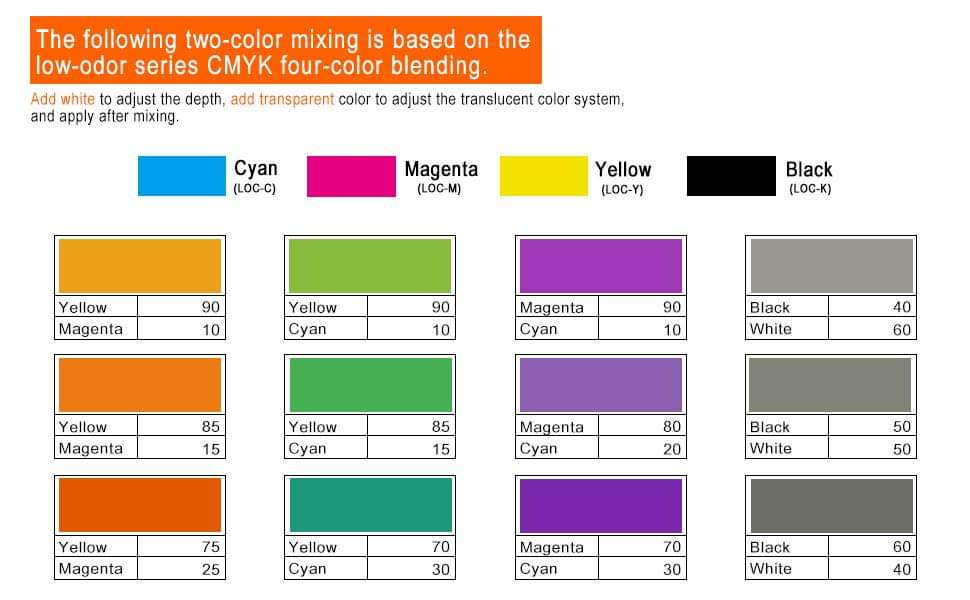 The following two-color mixing is based on the
low-odor series CMYK four-color blending.
Add white to adjust the depth, add transparent color to adjust the translucent color system,
and apply after mixing.
Cyan
(LOC-C)
Magenta
(LOC-M)
Yellow
(LOC-Y)
Black
(LOC-K)
Yellow 90
Magenta 10
Yellow 90
Cyan 10
Magenta 90
Cyan 10
Black 40
White 60
Yellow 85
Magenta 15
Yellow 85
Cyan 15
Magenta 80
Cyan 20
Black 50
White 50
Yellow 75
Magenta 25
Yellow 70
Cyan 30
Magenta 70
Cyan 30
Black 60
White 40